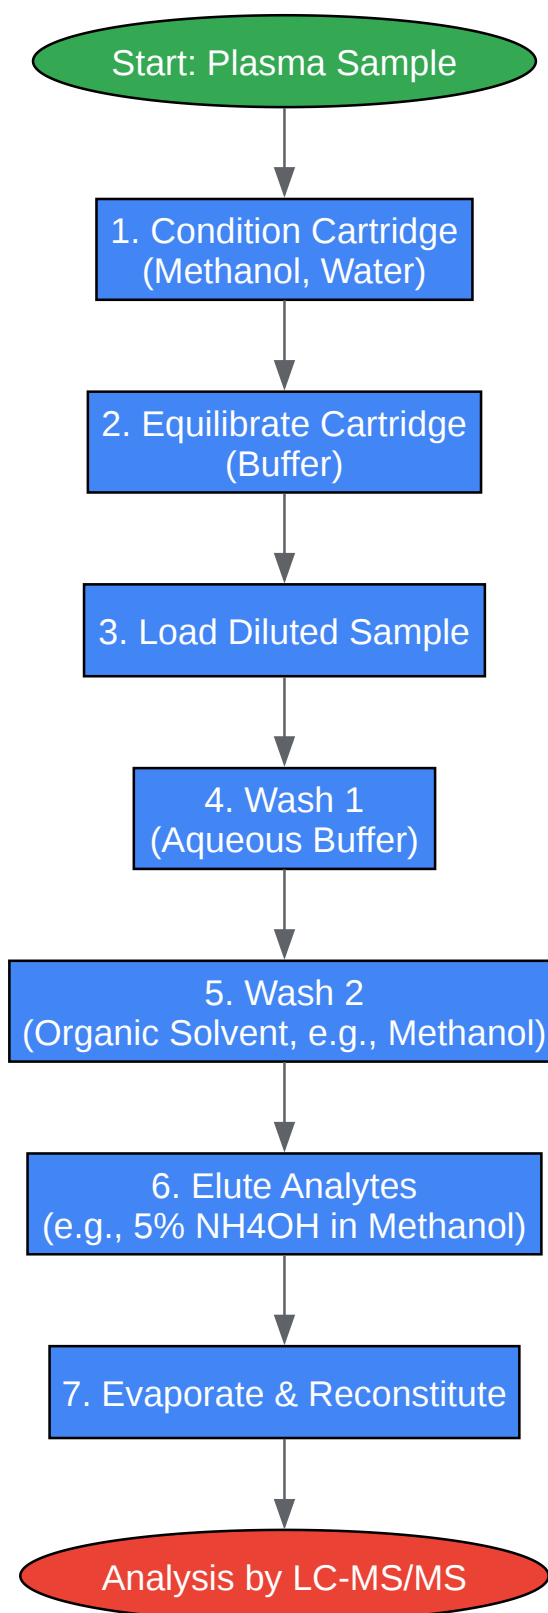 Start: Plasma Sample
1. Condition Cartridge
(Methanol, Water)
2. Equilibrate Cartridge
(Buffer)
3. Load Diluted Sample
4. Wash 1
(Aqueous Buffer)
5. Wash 2
(Organic Solvent, e.g., Methanol)
6. Elute Analytes
(e.g., 5% NH4OH in Methanol)
7. Evaporate & Reconstitute
Analysis by LC-MS/MS